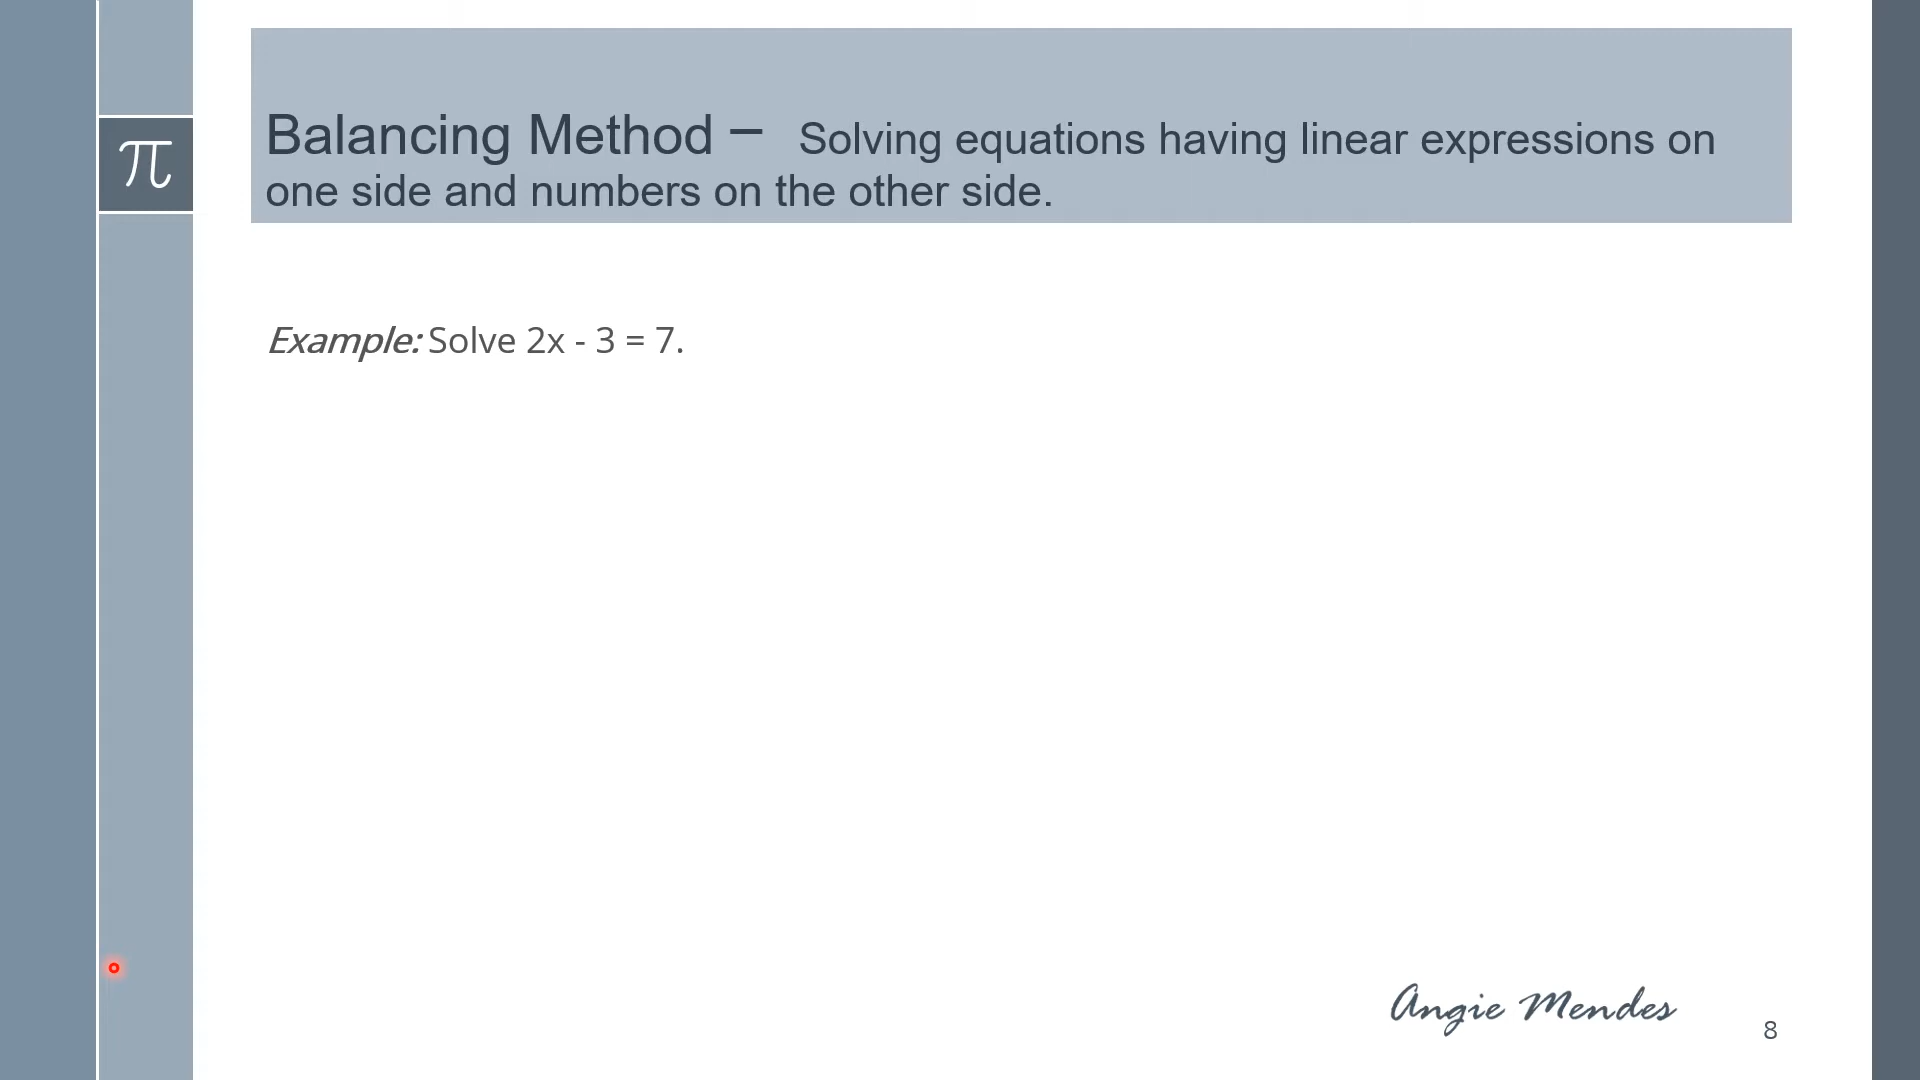 π
Balancing Method – Solving equations having linear expressions on
one side and numbers on the other side.
Example: Solve 2x - 3 = 7.
Angie Mendes
8